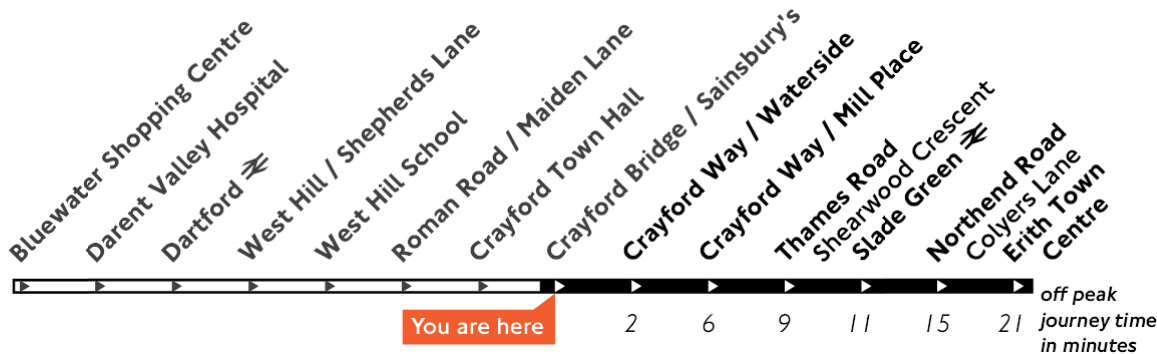 Bluewater Shopping Centre
Darent Valley Hospital
Dartford
West Hill / Shepherds Lane
West Hill School
Roman Road / Maiden Lane
Crayford Town Hall
Crayford Bridge / Sainsbury's
Crayford Way / Waterside
Crayford Way / Mill Place
Thames Road
Shearwood Crescent
Slade Green
Northend Road
Colyers Lane
Erith Town
Centre
You are here
2 6 9 11 15 21
off peak
journey time
in minutes